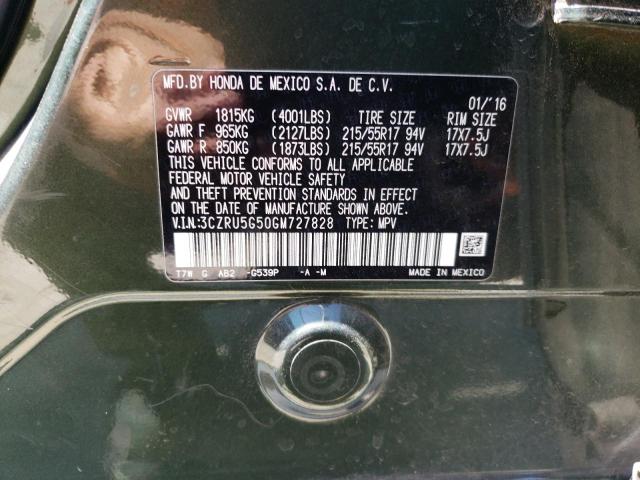 MFD.BY HONDA DE MEXICO S.A. DE C.V.
01/'16
GVWR 1815KG (4001LBS) TIRE SIZE RIM SIZE
GAWR F 965KG (2127LBS) 215/55R17 94V 17X7.5J
GAWR R 850KG (1873LBS) 215/55R17 94V 17X7.5J
THIS VEHICLE CONFORMS TO ALL APPLICABLE
FEDERAL MOTOR VEHICLE SAFETY
AND THEFT PREVENTION STANDARDS IN EFFECT
ON THE DATE OF MANUFACTURE SHOWN ABOVE.
V.I.N.:3CZRU5G50GM727828 TYPE: MPV
T7W G AB2 -G539P -A -M
MADE IN MEXICO